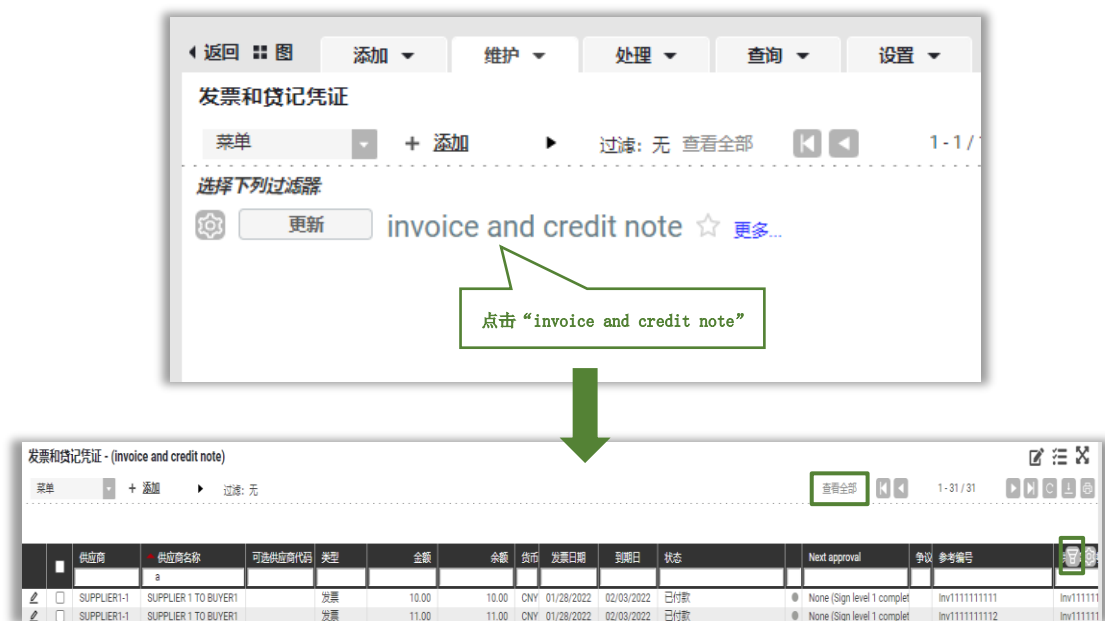 返回 图 添加 维护 处理 查询 设置
发票和贷记凭证
菜单 + 添加 过滤: 无 查看全部 1 - 1 /
选择下列过滤器
更新 invoice and credit note 更多...
点击“invoice and credit note”
发票和贷记凭证 - (invoice and credit note)
菜单 + 添加 过滤: 无 查看全部 1 - 31 / 31
供应商 供应商名称 可选供应商代码 类型 金额 余额 货币 发票日期 到期日 状态 Next approval 争议 参考编号
a
SUPPLIER1-1 SUPPLIER 1 TO BUYER1 发票 10.00 10.00 CNY 01/28/2022 02/03/2022 已付款 None (Sign level 1 complet Inv1111111111 Inv111111
SUPPLIER1-1 SUPPLIER 1 TO BUYER1 发票 11.00 11.00 CNY 01/28/2022 02/03/2022 已付款 None (Sign level 1 complet Inv1111111112 Inv111111